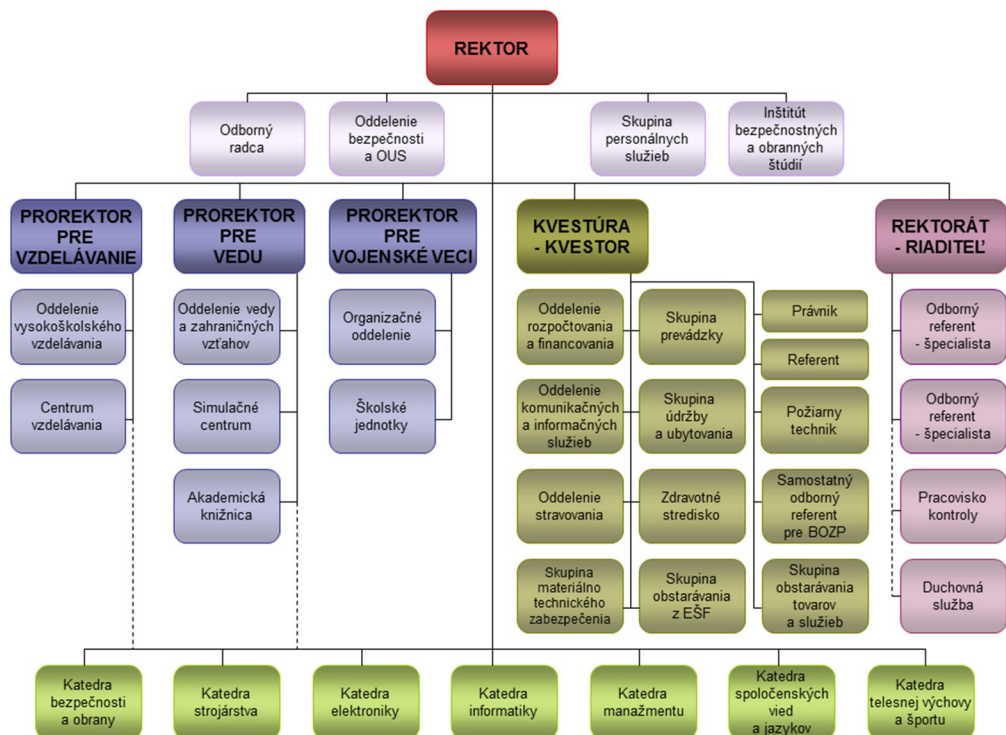 REKTOR
Odborný
radca
Oddelenie
bezpečnosti
a OUS
Skupina
personálnych
služieb
Inštitút
bezpečnostných
a obranných
štúdií
PROREKTOR
PRE
VZDELÁVANIE
PROREKTOR
PRE
VEDU
PROREKTOR
PRE
VOJENSKÉ VECI
KVESTÚRA
- KVESTOR
REKTORÁT
- RIADITEĽ
Oddelenie
vysokoškolského
vzdelávania
Oddelenie vedy
a zahraničných
vzťahov
Organizačné
oddelenie
Oddelenie
rozpočtovania
a financovania
Skupina
prevádzky
Právnik
Referent
Odborný
referent
- špecialista
Centrum
vzdelávania
Simulačné
centrum
Školské
jednotky
Oddelenie
komunikačných
a informačných
služieb
Skupina
údržby
a ubytovania
Požiarny
technik
Odborný
referent
- špecialista
Akademická
knižnica
Oddelenie
stravovania
Zdravotné
stredisko
Samostatný
odborný
referent
pre BOZP
Pracovisko
kontroly
Skupina
materiálno
technického
zabezpečenia
Skupina
obstarávania
z EŠF
Skupina
obstarávania
tovarov
a služieb
Duchovná
služba
Katedra
bezpečnosti
a obrany
Katedra
strojárstva
Katedra
elektroniky
Katedra
informatiky
Katedra
manažmentu
Katedra
spoločenských
vied
a jazykov
Katedra
telesnej výchovy
a športu